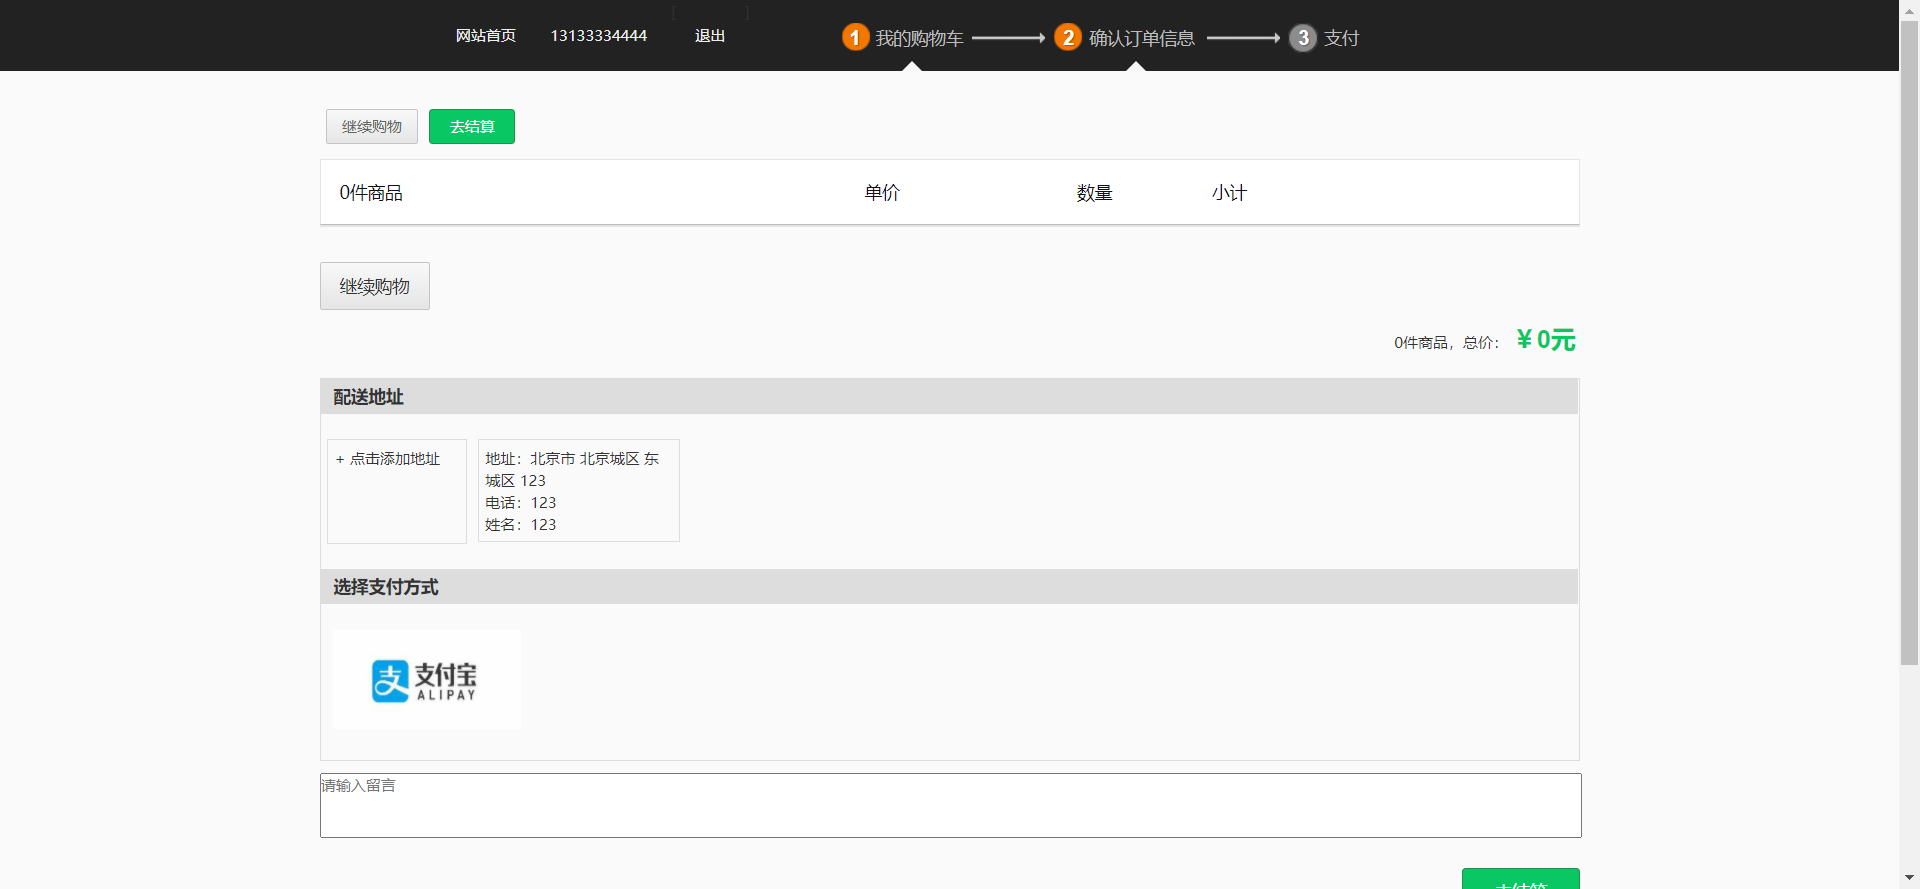 网站首页 13133334444 退出 1 我的购物车 2 确认订单信息 3 支付
继续购物 去结算
0件商品 单价 数量 小计
继续购物
0件商品，总价： ￥0元
配送地址
+ 点击添加地址
地址：北京市 北京城区 东
城区 123
电话：123
姓名：123
选择支付方式
支付宝
ALIPAY
请输入留言
去结算